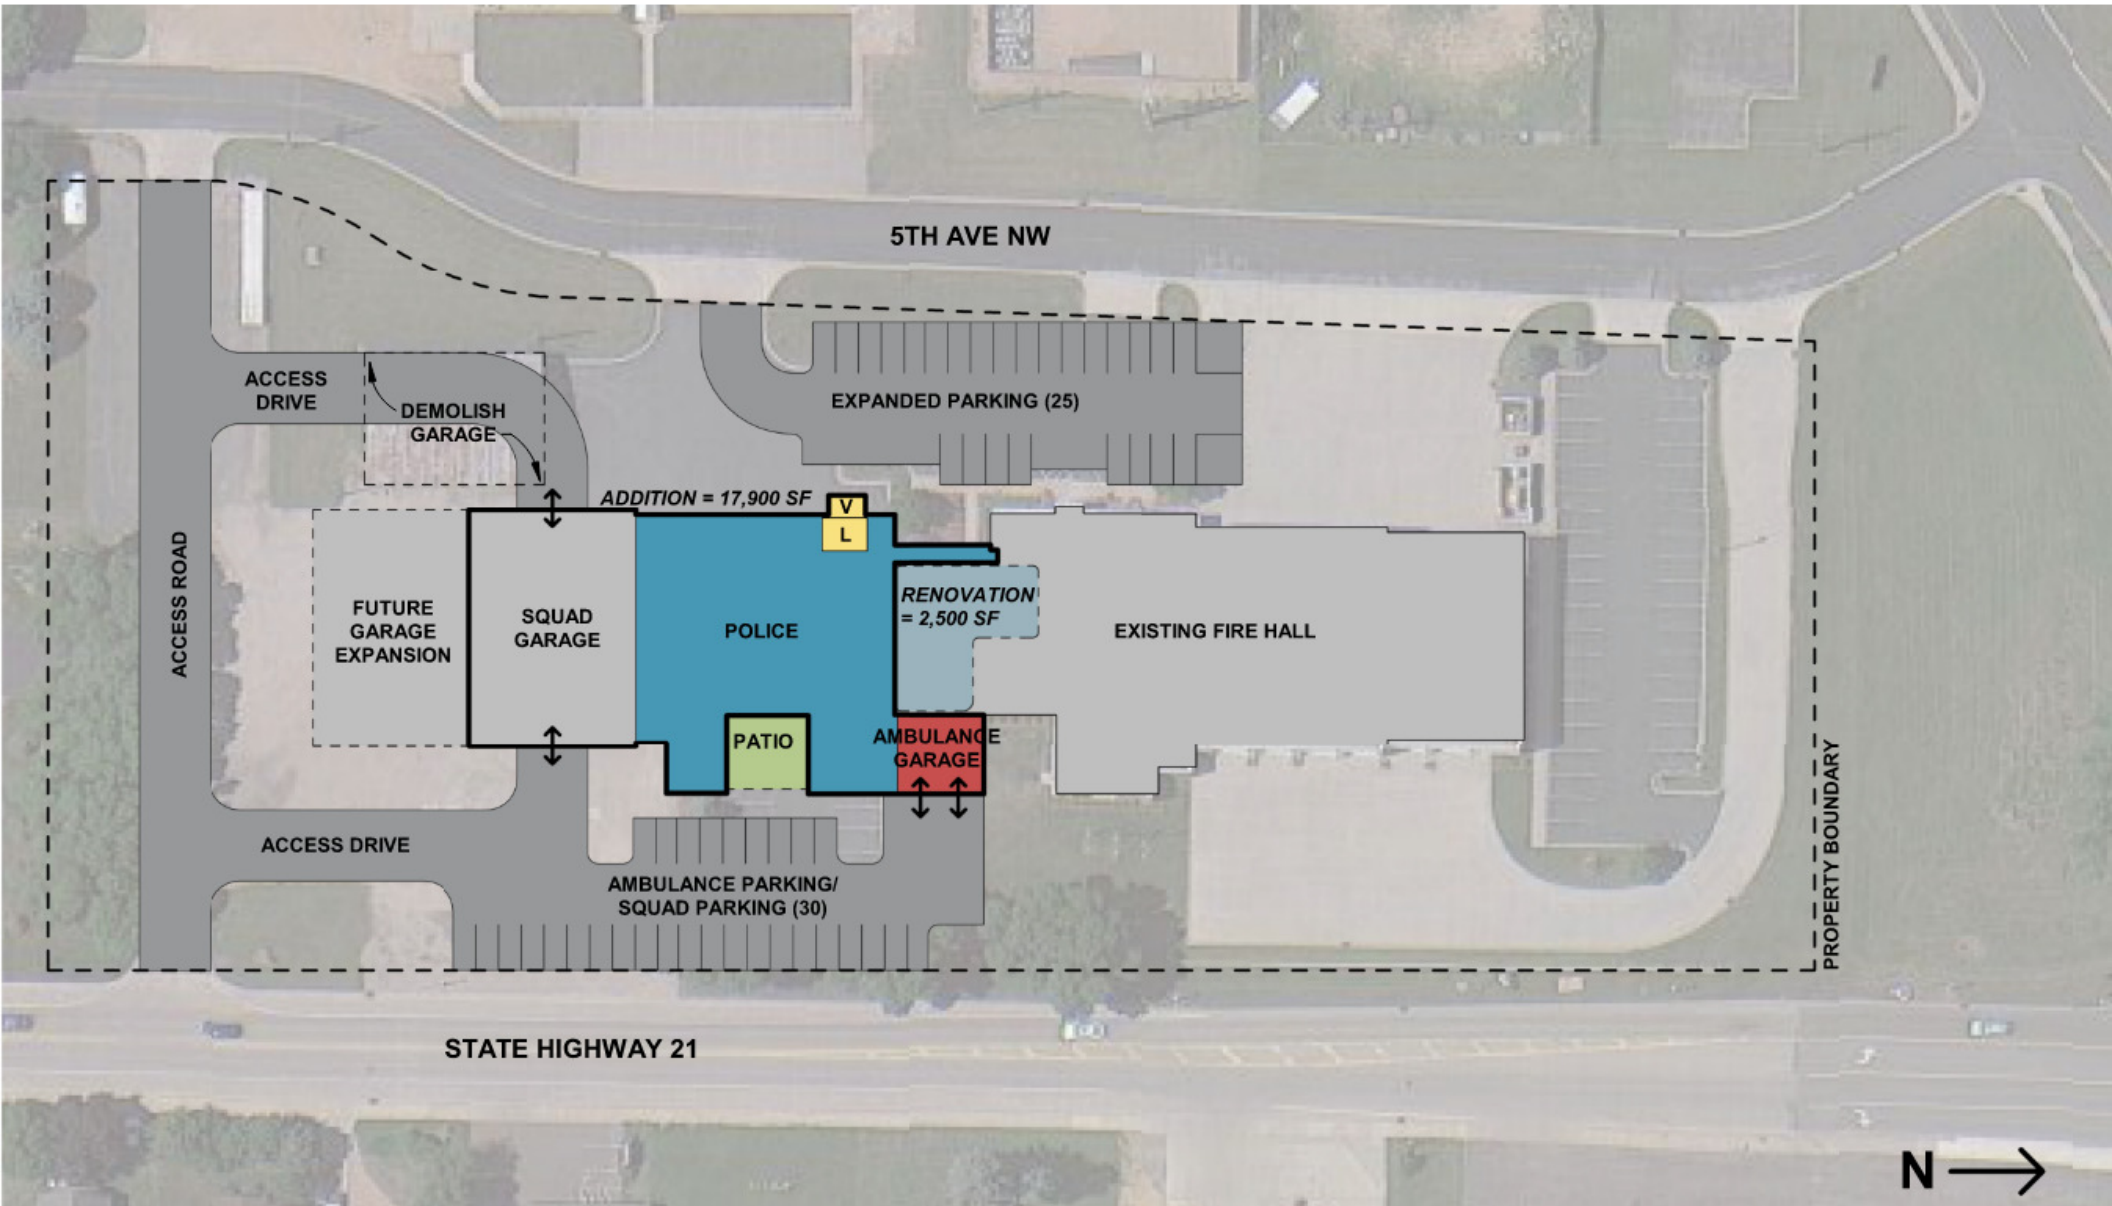 5TH AVE NW
ACCESS
DRIVE
DEMOLISH
GARAGE
EXPANDED PARKING (25)
ADDITION = 17,900 SF
V
L
ACCESS ROAD
FUTURE
GARAGE
EXPANSION
SQUAD
GARAGE
POLICE
RENOVATION
= 2,500 SF
EXISTING FIRE HALL
PATIO
AMBULANCE
GARAGE
ACCESS DRIVE
AMBULANCE PARKING/
SQUAD PARKING (30)
PROPERTY BOUNDARY
STATE HIGHWAY 21
N